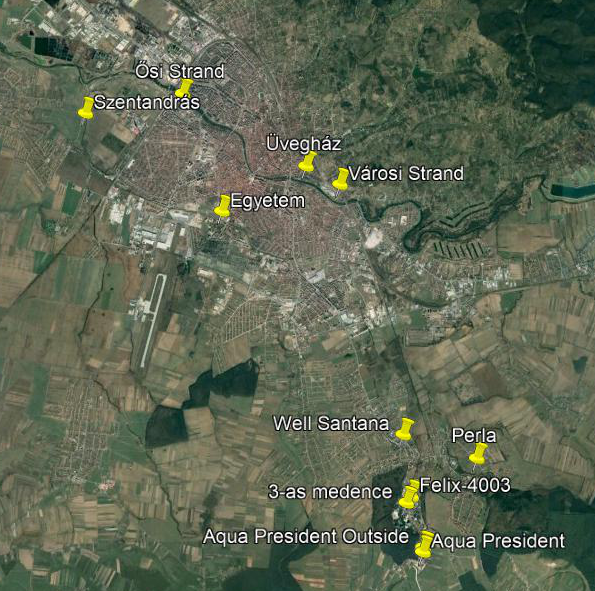 Ősi Strand
Szentandrás
Üvegház
Városi Strand
Egyetem
Well Santana
Perla
Felix-4003
3-as medence
Aqua President Outside
Aqua President